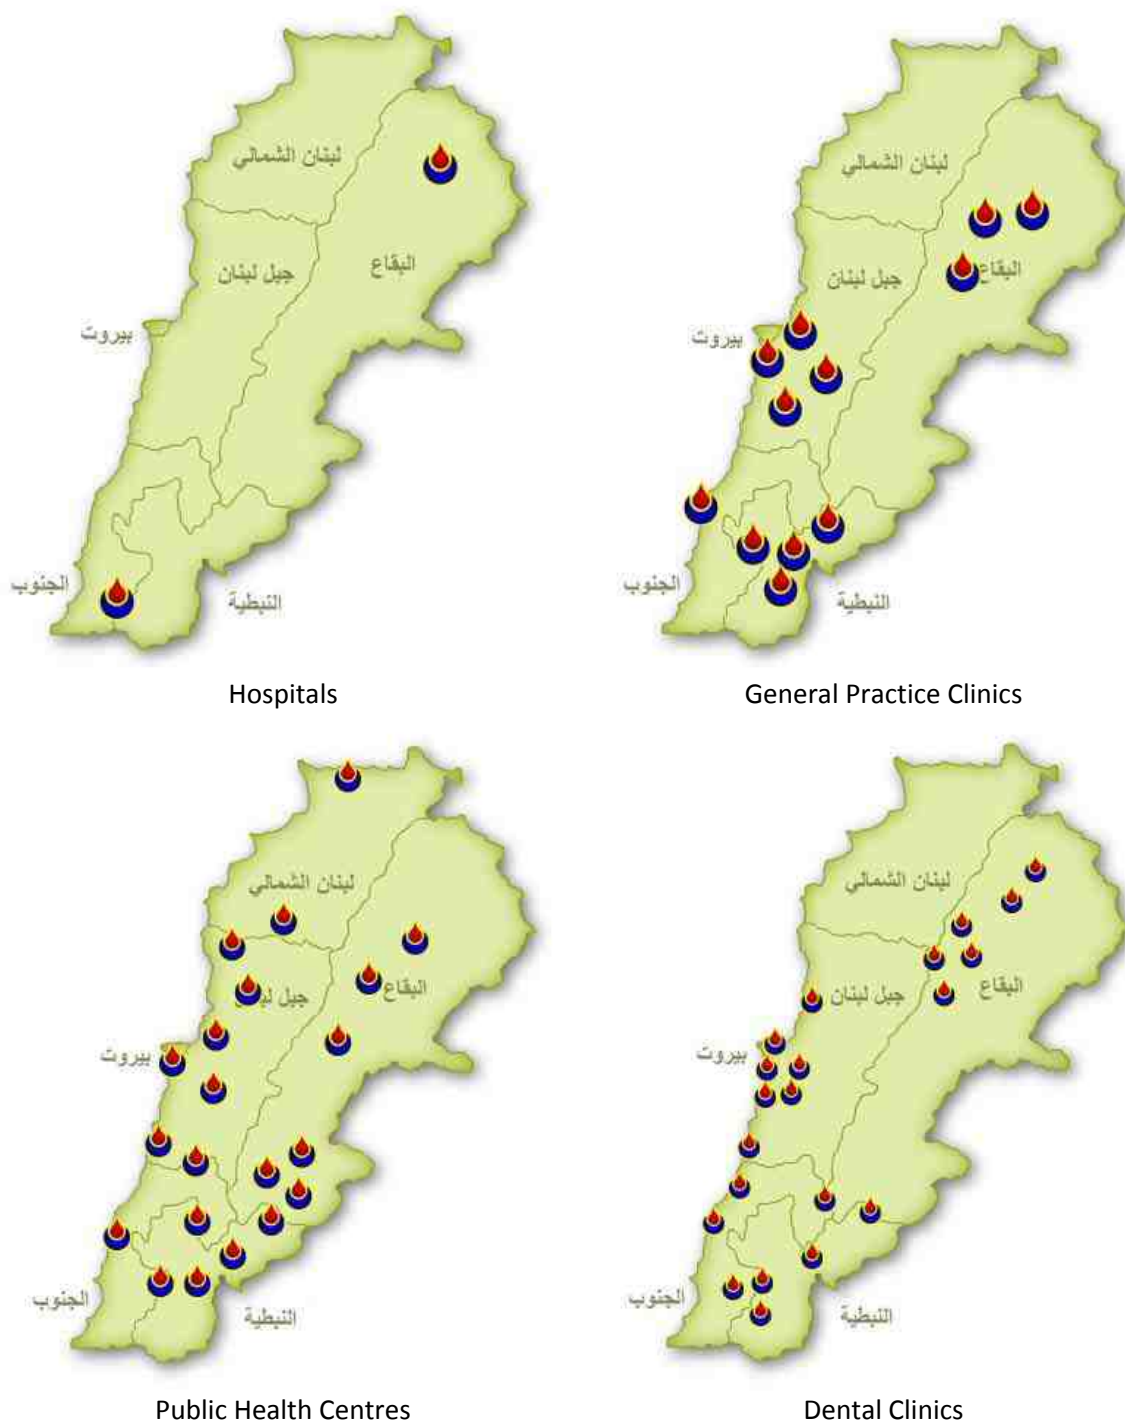 لبنان الشمالي
جبل لبنان
البقاع
بيروت
الجنوب
النبطية
Hospitals
لبنان الشمالي
جبل لبنان
البقاع
بيروت
الجنوب
النبطية
General Practice Clinics
لبنان الشمالي
جبل لبنا
البقاع
بيروت
الجنوب
النبطية
Public Health Centres
لبنان الشمالي
جبل لبنان
البقاع
بيروت
الجنوب
النبطية
Dental Clinics